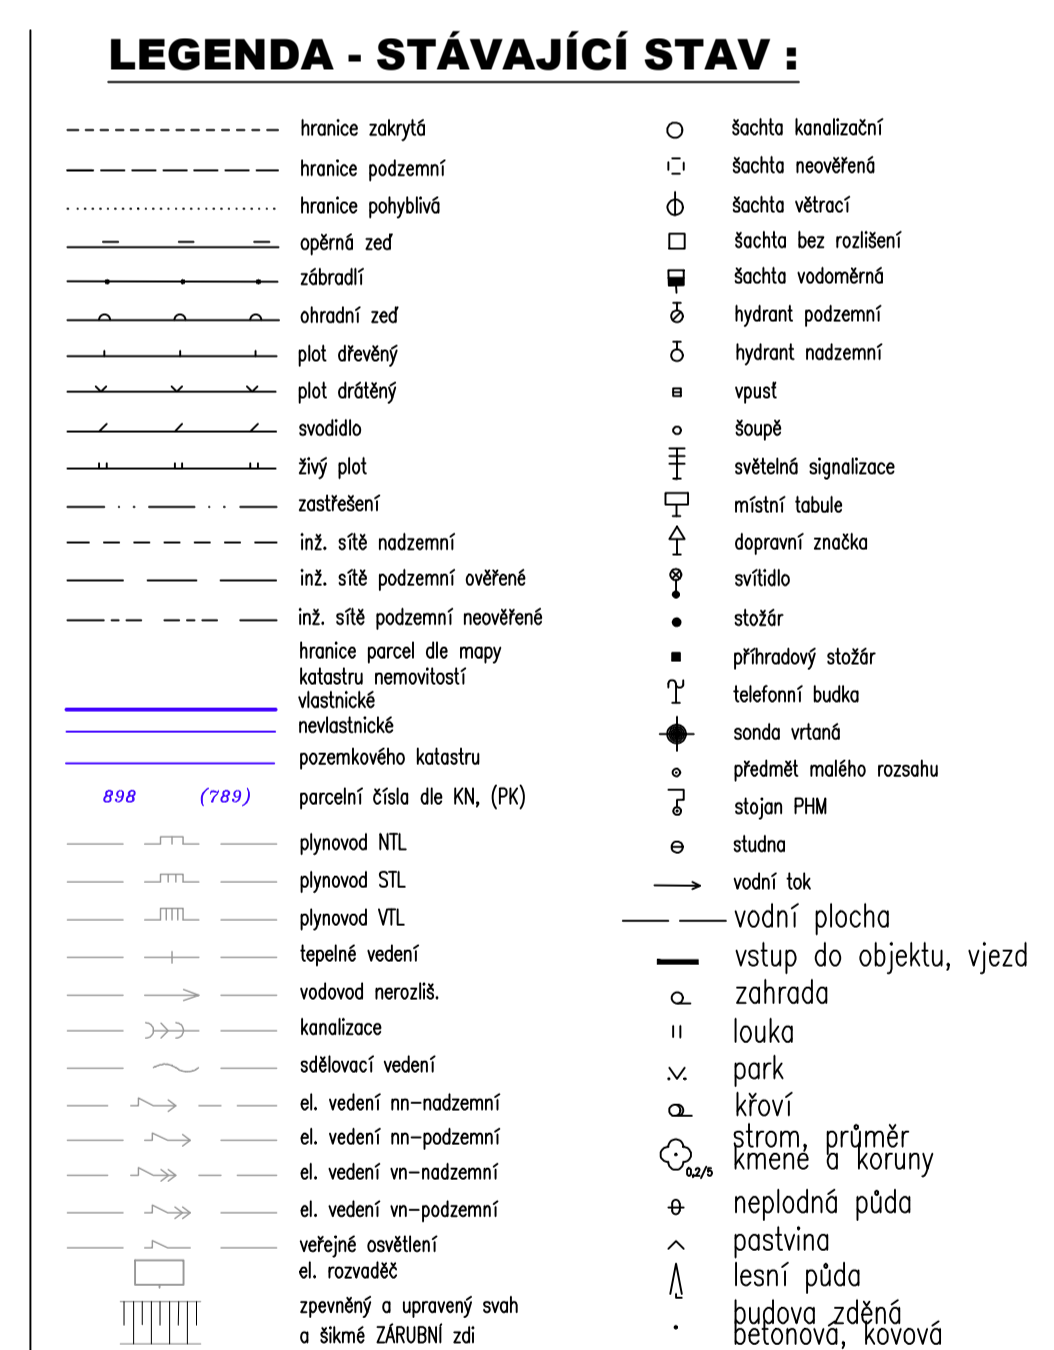 LEGENDA - STÁVAJÍCÍ STAV :
hranice zakrytá
hranice podzemní
hranice pohyblivá
opěrná zeď
zábradlí
ohradní zeď
plot dřevěný
plot drátěný
svodidlo
živý plot
zastřešení
inž. sítě nadzemní
inž. sítě podzemní ověřené
inž. sítě podzemní neověřené
hranice parcel dle mapy
katastru nemovitostí
vlastnické
nevlastnické
pozemkového katastru
898 (789) parcelní čísla dle KN, (PK)
plynovod NTL
plynovod STL
plynovod VTL
tepelné vedení
vodovod nerozliš.
kanalizace
sdělovací vedení
el. vedení nn-nadzemní
el. vedení nn-podzemní
el. vedení vn-nadzemní
el. vedení vn-podzemní
veřejné osvětlení
el. rozvaděč
zpevněný a upravený svah
a šikmé ZÁRUBNÍ zdi
šachta kanalizační
šachta neověřená
šachta větrací
šachta bez rozlišení
šachta vodoměrná
hydrant podzemní
hydrant nadzemní
vpusť
šoupě
světelná signalizace
místní tabule
dopravní značka
svítidlo
stožár
příhradový stožár
telefonní budka
sonda vrtaná
předmět malého rozsahu
stojan PHM
studna
vodní tok
vodní plocha
vstup do objektu, vjezd
zahrada
louka
park
křoví
strom, průměr
0,2/5 kmene a koruny
neplodná půda
pastvina
lesní půda
budova zděná
betonová, kovová